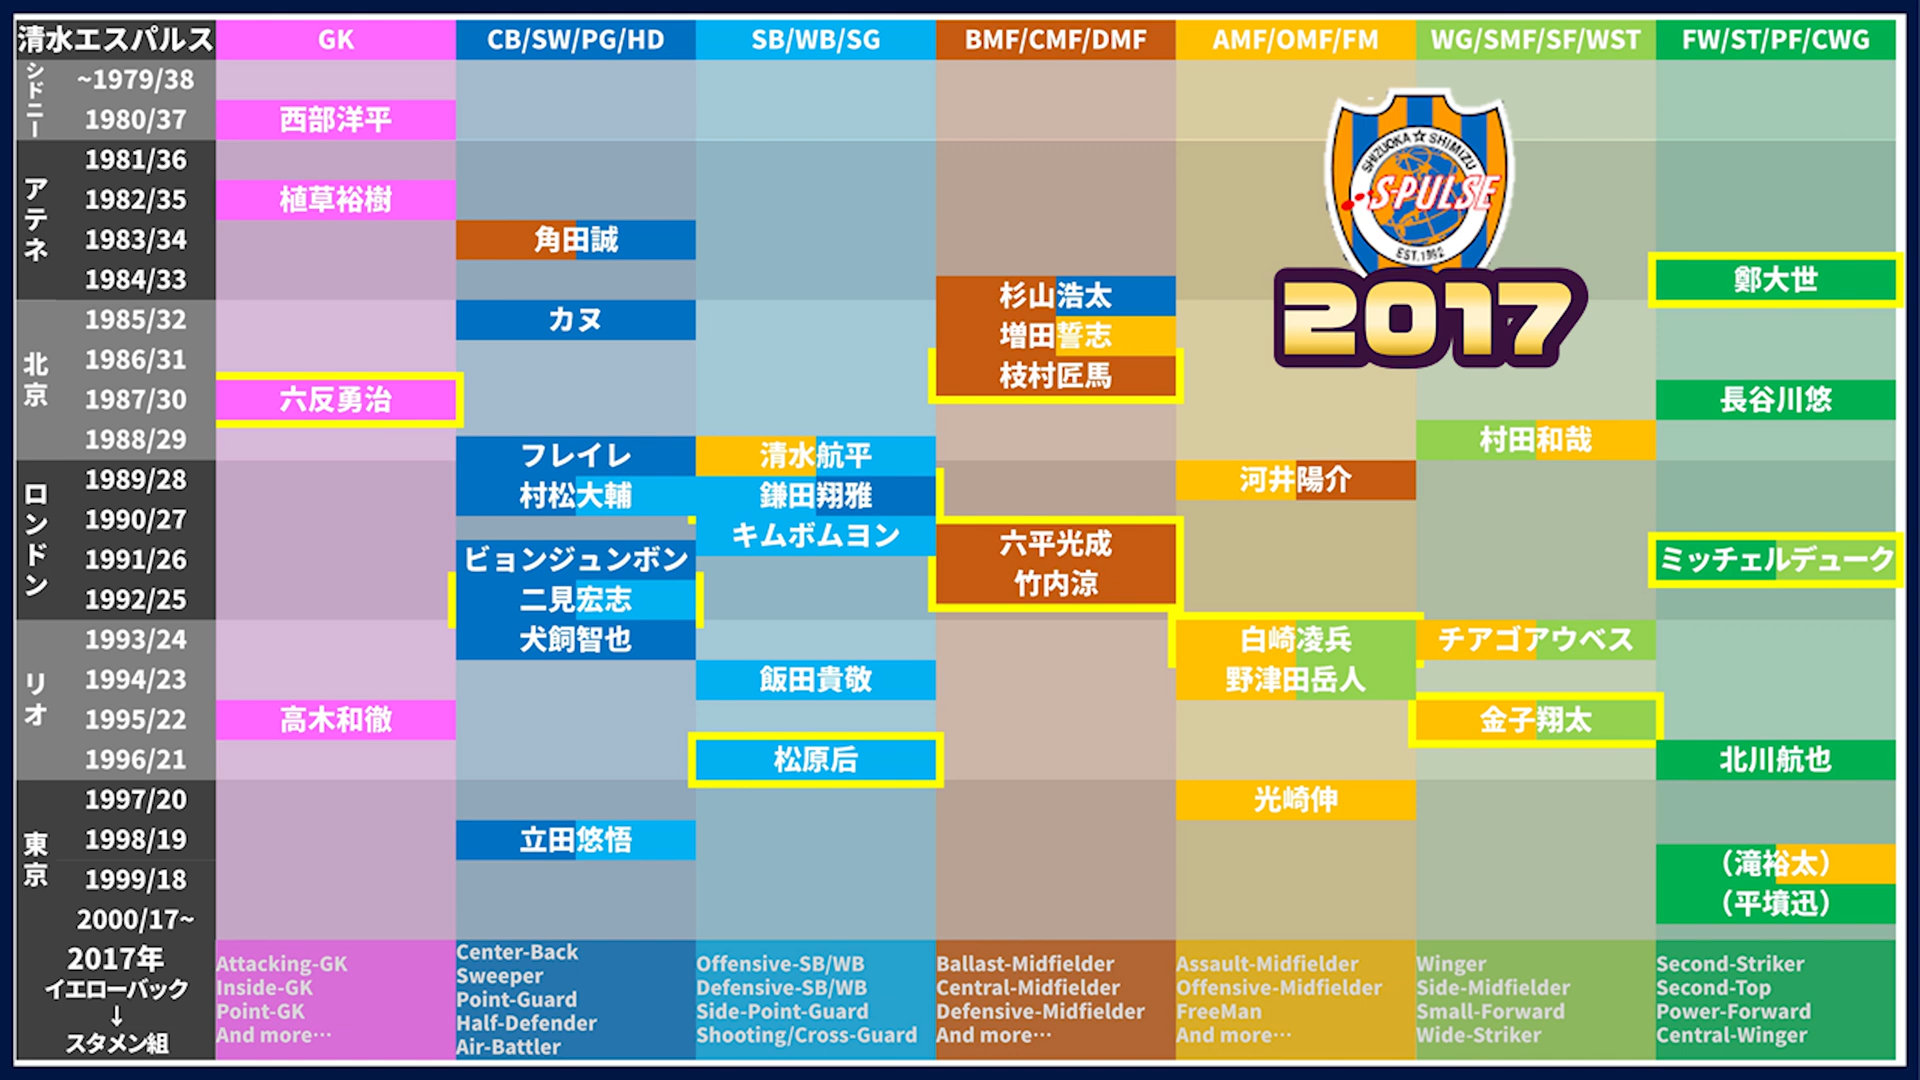 清水エスパルス
GK
CB/SW/PG/HD
SB/WB/SG
BMF/CMF/DMF
AMF/OMF/FM
WG/SMF/SF/WST
FW/ST/PF/CWG
シドニー
~1979/38
1980/37
西部洋平
アテネ
1981/36
1982/35
植草裕樹
1983/34
角田誠
1984/33
杉山浩太
鄭大世
SHIZUOKA☆SHIMIZU
S-PULSE
EST.1992
2017
北京
1985/32
カヌ
増田誓志
1986/31
枝村匠馬
1987/30
六反勇治
長谷川悠
1988/29
フレイレ
清水航平
村田和哉
ロンドン
1989/28
村松大輔
鎌田翔雅
河井陽介
1990/27
キムボムヨン
六平光成
1991/26
ビョンジュンボン
竹内涼
ミッチェルデューク
1992/25
二見宏志
リオ
1993/24
犬飼智也
白崎凌兵
チアゴアウベス
1994/23
飯田貴敬
野津田岳人
1995/22
高木和徹
金子翔太
1996/21
松原后
北川航也
東京
1997/20
光崎伸
1998/19
立田悠悟
1999/18
(滝裕太)
2000/17~
(平墳迅)
2017年
イエローバック
↓
スタメン組
Attacking-GK
Inside-GK
Point-GK
And more…
Center-Back
Sweeper
Point-Guard
Half-Defender
Air-Battler
Offensive-SB/WB
Defensive-SB/WB
Side-Point-Guard
Shooting/Cross-Guard
Ballast-Midfielder
Central-Midfielder
Defensive-Midfielder
And more…
Assault-Midfielder
Offensive-Midfielder
FreeMan
And more…
Winger
Side-Midfielder
Small-Forward
Wide-Striker
Second-Striker
Second-Top
Power-Forward
Central-Winger